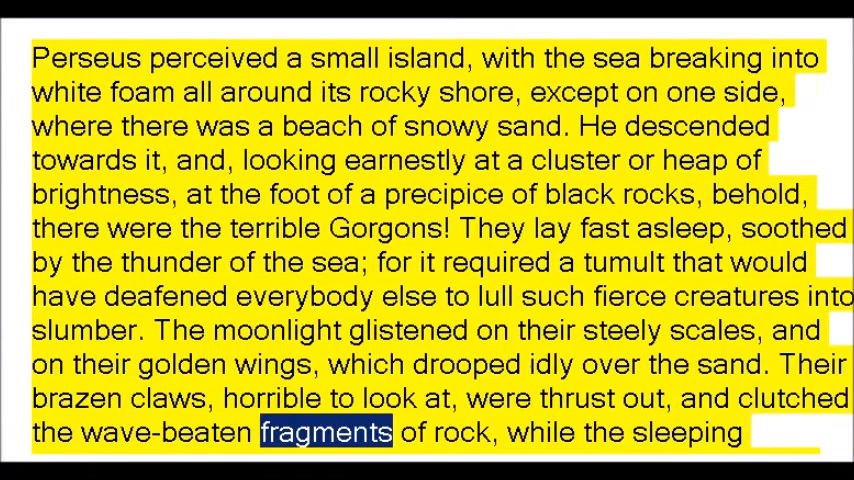 Perseus perceived a small island, with the sea breaking into
white foam all around its rocky shore, except on one side,
where there was a beach of snowy sand. He descended
towards it, and, looking earnestly at a cluster or heap of
brightness, at the foot of a precipice of black rocks, behold,
there were the terrible Gorgons! They lay fast asleep, soothed
by the thunder of the sea; for it required a tumult that would
have deafened everybody else to lull such fierce creatures into
slumber. The moonlight glistened on their steely scales, and
on their golden wings, which drooped idly over the sand. Their
brazen claws, horrible to look at, were thrust out, and clutched
the wave-beaten fragments of rock, while the sleeping